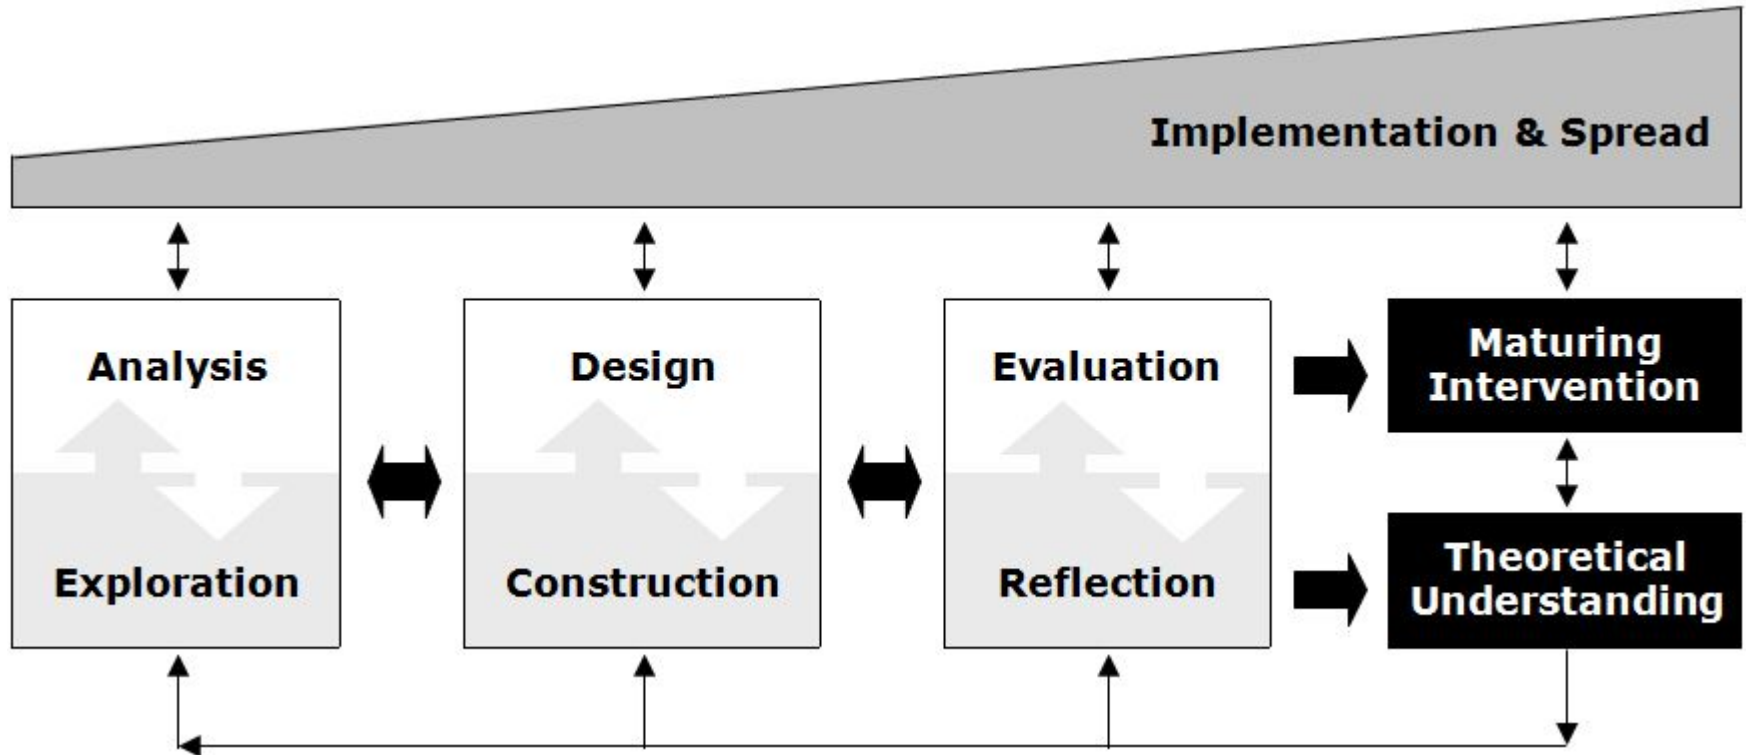 Implementation & Spread
Analysis
Design
Evaluation
Maturing
Intervention
Exploration
Construction
Reflection
Theoretical
Understanding